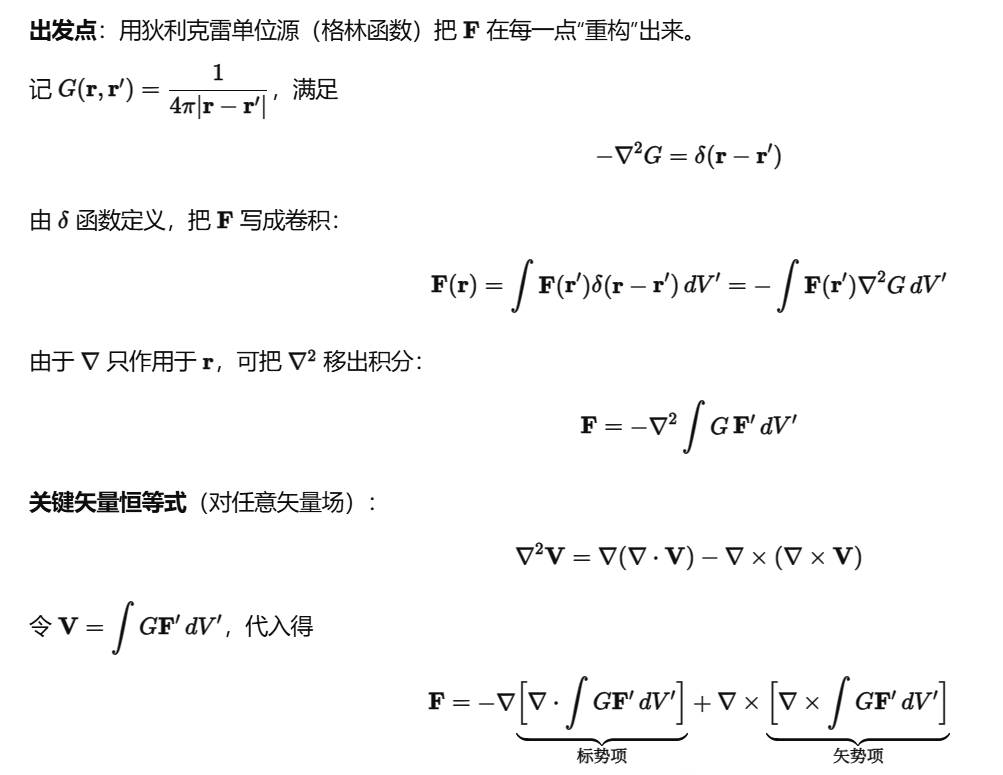 出发点：用狄利克雷单位源（格林函数）把 F 在每一点“重构”出来。
记 G(r, r′) = 1 / 4π|r − r′|，满足
−∇²G = δ(r − r′)
由 δ 函数定义，把 F 写成卷积：
F(r) = ∫ F(r′)δ(r − r′) dV′ = − ∫ F(r′)∇²G dV′
由于 ∇ 只作用于 r，可把 ∇² 移出积分：
F = −∇² ∫ G F′ dV′
关键矢量恒等式（对任意矢量场）：
∇²V = ∇(∇ · V) − ∇ × (∇ × V)
令 V = ∫ GF′ dV′，代入得
F = −∇[∇ · ∫ GF′ dV′] + ∇ × [∇ × ∫ GF′ dV′]
标势项 矢势项